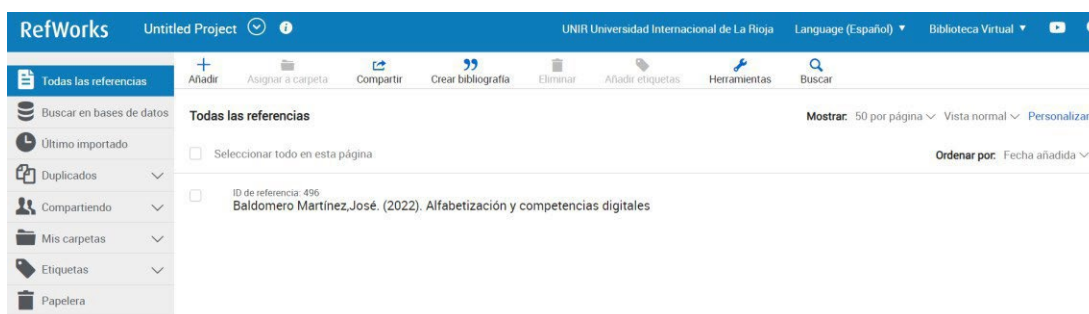 RefWorks Untitled Project UNIR Universidad Internacional de La Rioja Language (Español) Biblioteca Virtual
Todas las referencias
Buscar en bases de datos
Último importado
Duplicados
Compartiendo
Mis carpetas
Etiquetas
Papelera
Añadir Asignar a carpeta Compartir Crear bibliografía Eliminar Añadir etiquetas Herramientas Buscar
Todas las referencias Mostrar: 50 por página Vista normal Personalizar
Seleccionar todo en esta página Ordenar por: Fecha añadida
ID de referencia: 496
Baldomero Martínez,José. (2022). Alfabetización y competencias digitales